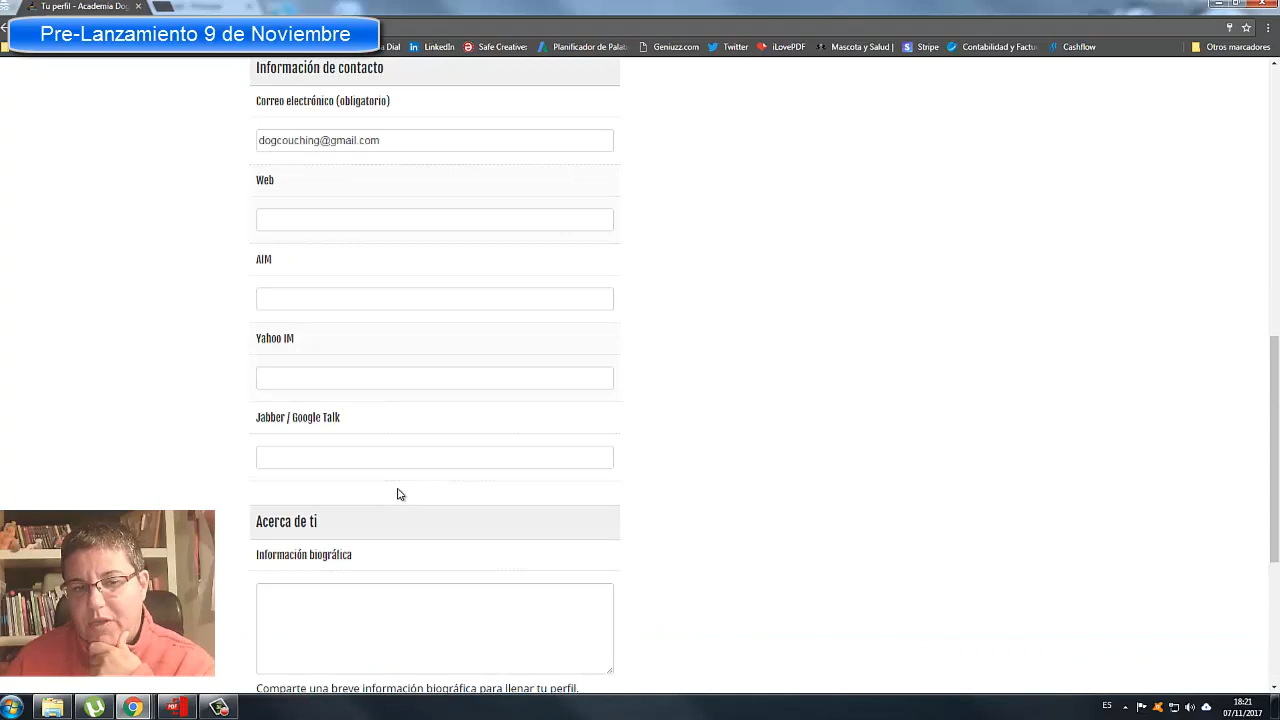 Tu perfil - Academia Dog
Pre-Lanzamiento 9 de Noviembre
Dial
LinkedIn
Safe Creative:
Planificador de Palab
Geniuzz.com
Twitter
iLovePDF
Mascota y Salud |
Stripe
Contabilidad y Factu
Cashflow
Otros marcadores
Información de contacto
Correo electrónico (obligatorio)
dogcouching@gmail.com
Web
AIM
Yahoo IM
Jabber / Google Talk
Acerca de ti
Información biográfica
Comparte una breve información biográfica para llenar tu perfil.
ES
18:21
07/11/2017